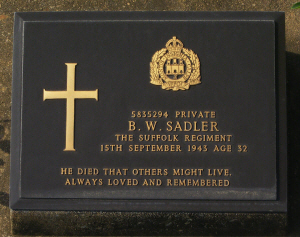 5835294 PRIVATE
B. W. SADLER
THE SUFFOLK REGIMENT
15TH SEPTEMBER 1943 AGE 32
HE DIED THAT OTHERS MIGHT LIVE.
ALWAYS LOVED AND REMEMBERED